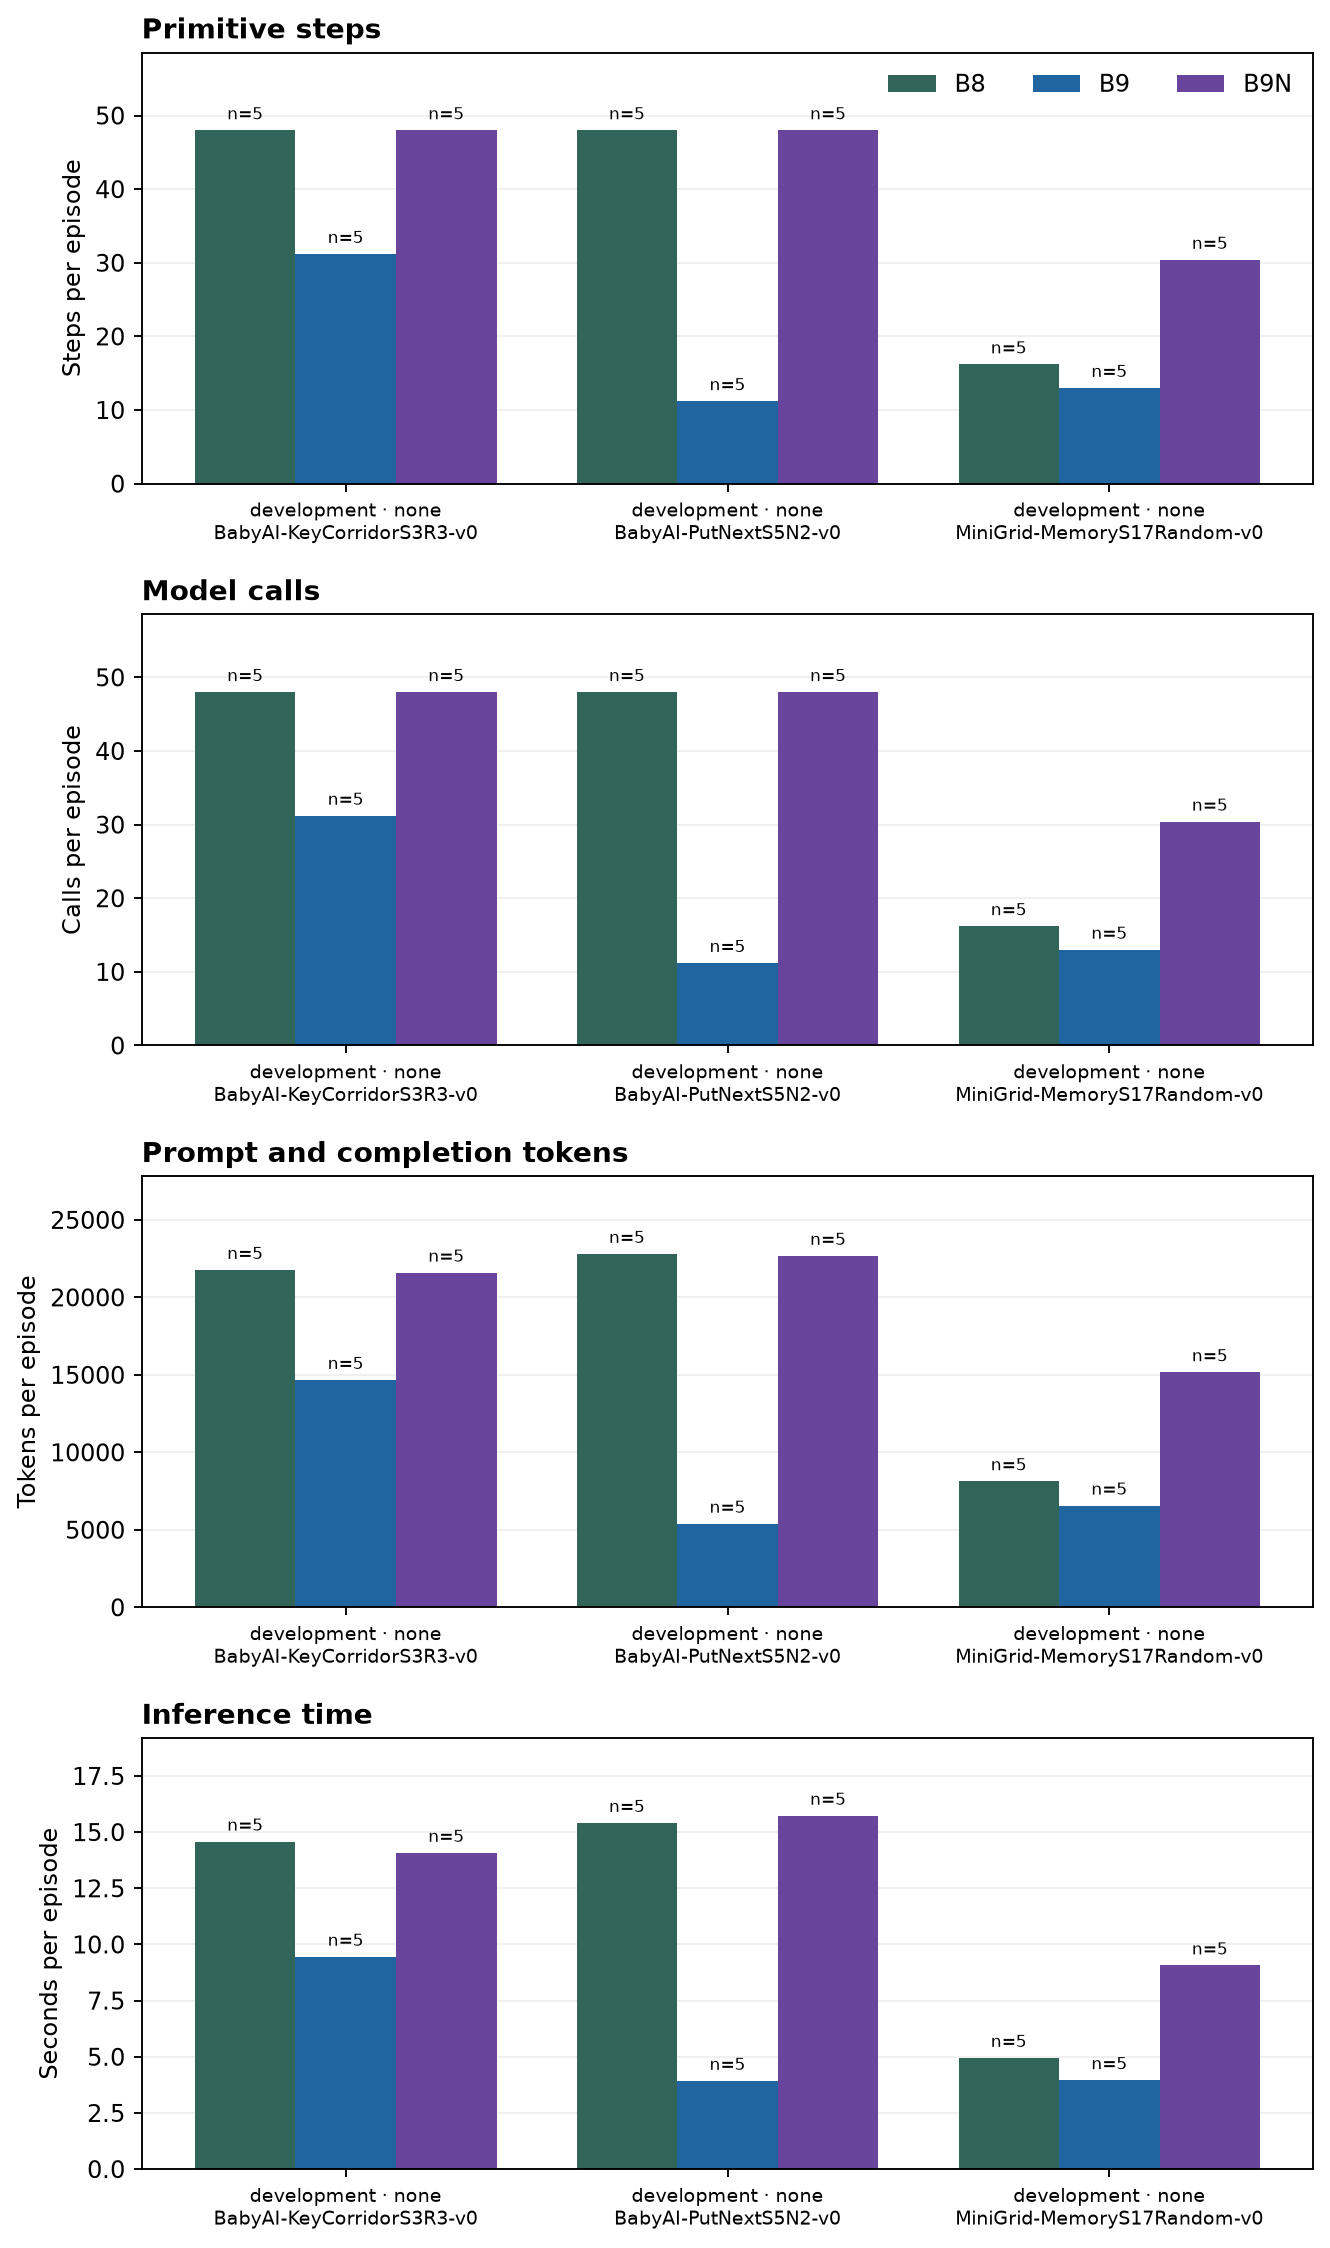 Primitive steps
B8 B9 B9N
Steps per episode
50
40
30
20
10
0
n=5 n=5 n=5 n=5 n=5 n=5 n=5 n=5 n=5
development · none development · none development · none
BabyAI-KeyCorridorS3R3-v0 BabyAI-PutNextS5N2-v0 MiniGrid-MemoryS17Random-v0
Model calls
Calls per episode
50
40
30
20
10
0
n=5 n=5 n=5 n=5 n=5 n=5 n=5 n=5 n=5
development · none development · none development · none
BabyAI-KeyCorridorS3R3-v0 BabyAI-PutNextS5N2-v0 MiniGrid-MemoryS17Random-v0
Prompt and completion tokens
Tokens per episode
25000
20000
15000
10000
5000
0
n=5 n=5 n=5 n=5 n=5 n=5 n=5 n=5 n=5
development · none development · none development · none
BabyAI-KeyCorridorS3R3-v0 BabyAI-PutNextS5N2-v0 MiniGrid-MemoryS17Random-v0
Inference time
Seconds per episode
17.5
15.0
12.5
10.0
7.5
5.0
2.5
0.0
n=5 n=5 n=5 n=5 n=5 n=5 n=5 n=5 n=5
development · none development · none development · none
BabyAI-KeyCorridorS3R3-v0 BabyAI-PutNextS5N2-v0 MiniGrid-MemoryS17Random-v0